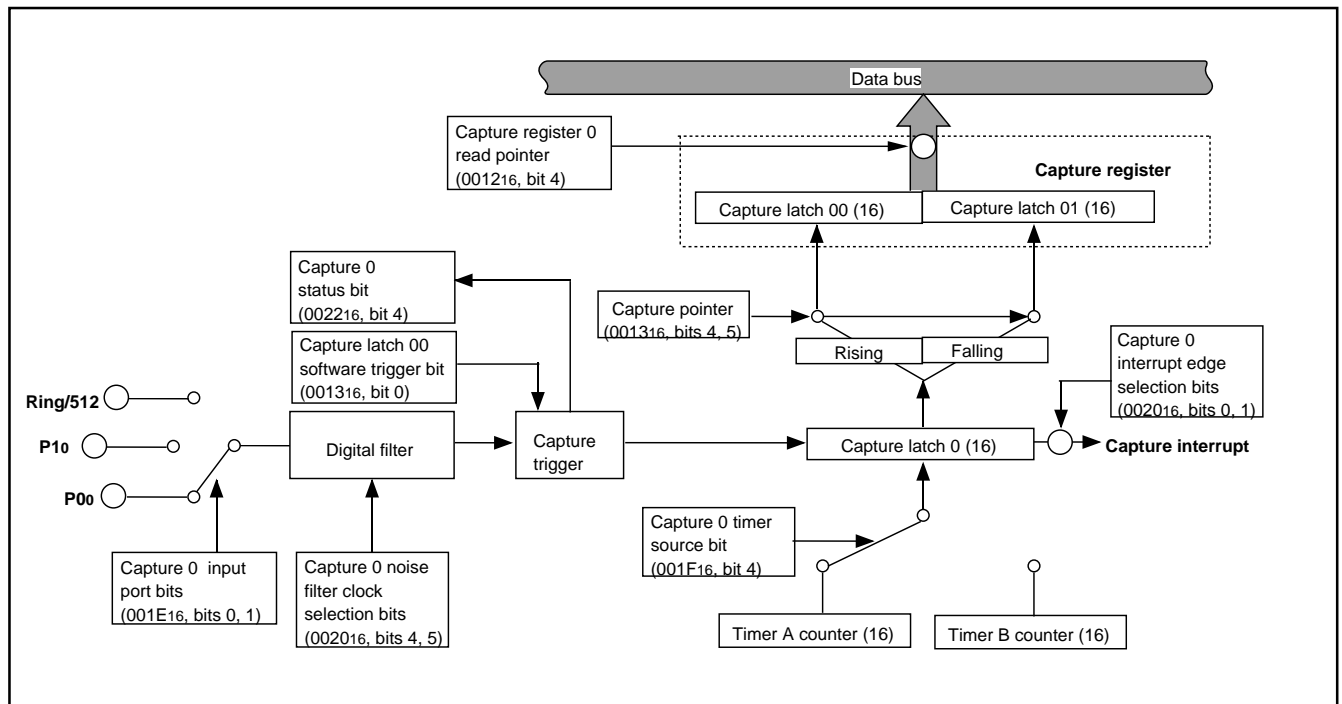 Data bus
Capture register 0
read pointer
(001216, bit 4)
Capture register
Capture latch 00 (16)
Capture latch 01 (16)
Capture 0
status bit
(002216, bit 4)
Capture pointer
(001316, bits 4, 5)
Capture latch 00
software trigger bit
(001316, bit 0)
Rising
Falling
Capture 0
interrupt edge
selection bits
(002016, bits 0, 1)
Ring/512
P10
P00
Digital filter
Capture
trigger
Capture latch 0 (16)
Capture interrupt
Capture 0 timer
source bit
(001F16, bit 4)
Capture 0 input
port bits
(001E16, bits 0, 1)
Capture 0 noise
filter clock
selection bits
(002016, bits 4, 5)
Timer A counter (16)
Timer B counter (16)